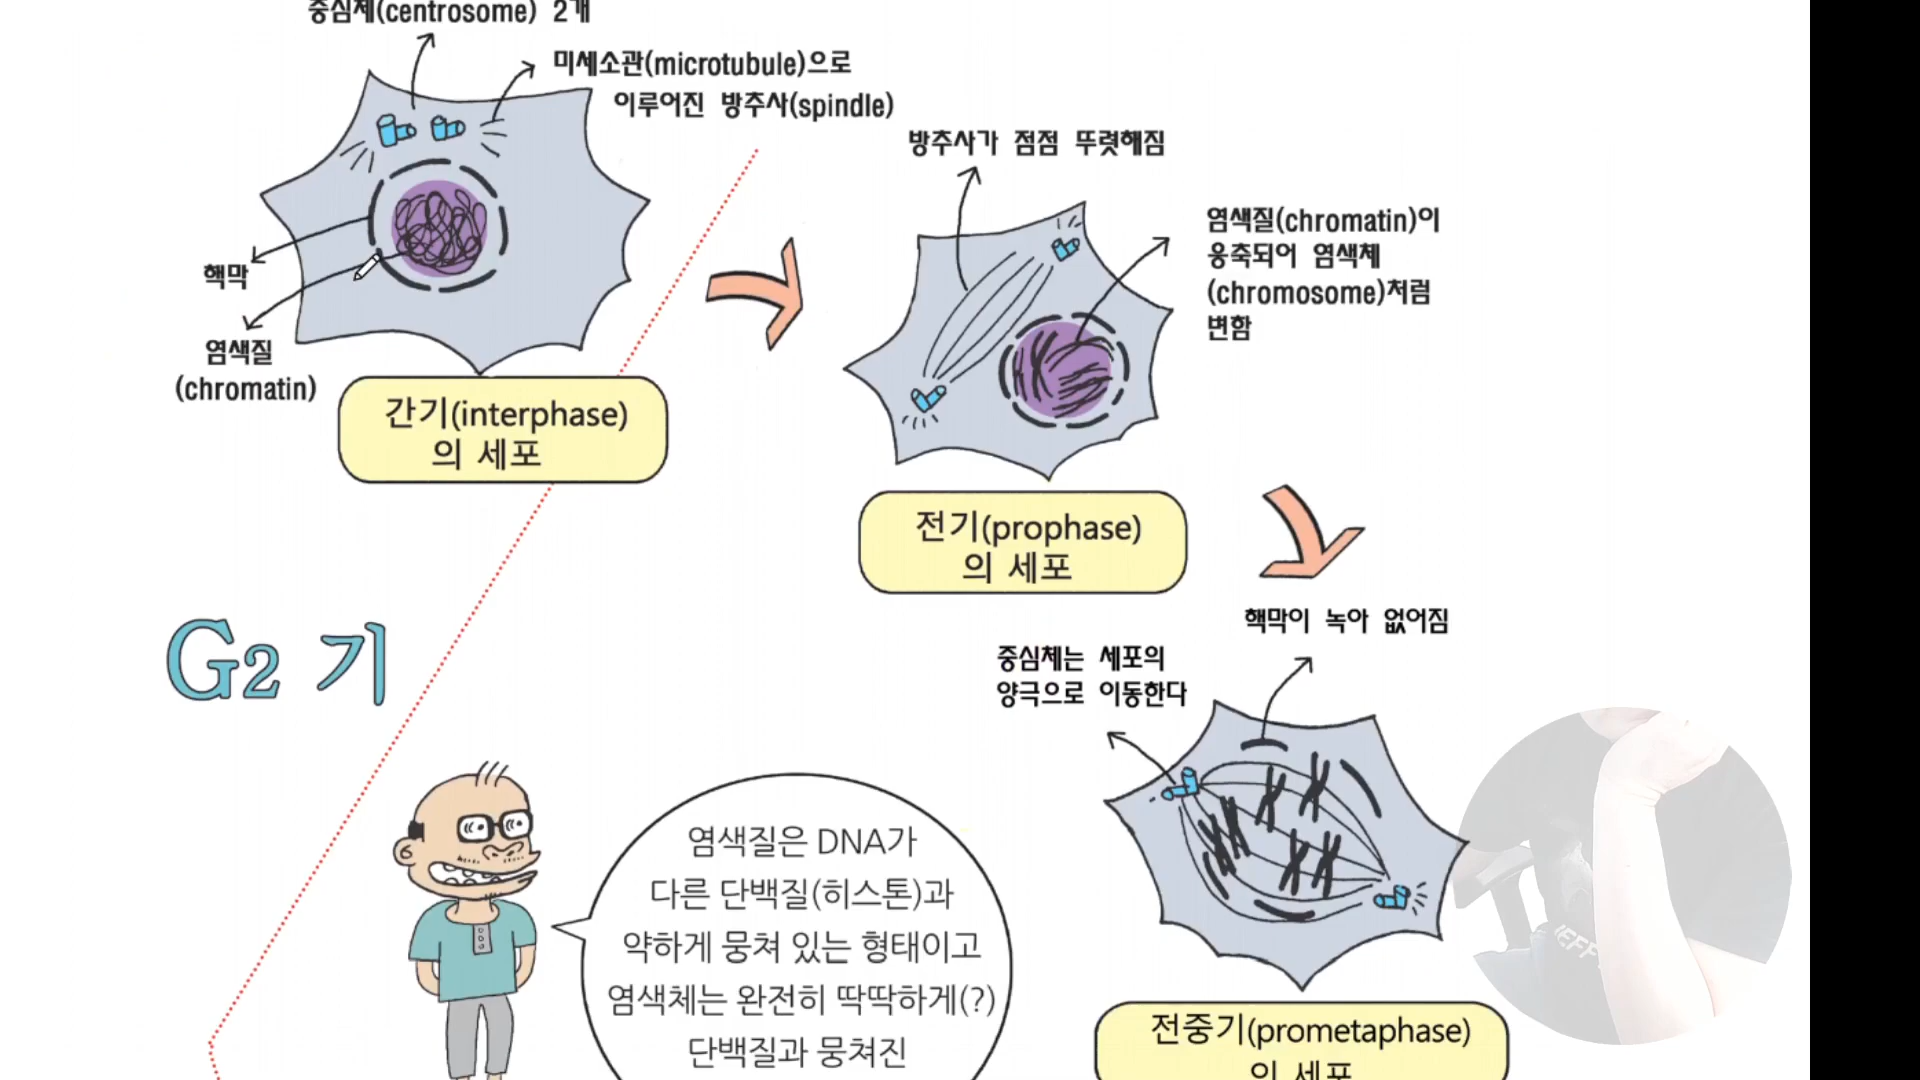 중심체(centrosome) 2개
미세소관(microtubule)으로
이루어진 방추사(spindle)
핵막
염색질
(chromatin)
간기(interphase)
의 세포
방추사가 점점 뚜렷해짐
염색질(chromatin)이
응축되어 염색체
(chromosome)처럼
변함
전기(prophase)
의 세포
핵막이 녹아 없어짐
중심체는 세포의
양극으로 이동한다
G2 기
염색질은 DNA가
다른 단백질(히스톤)과
약하게 뭉쳐 있는 형태이고
염색체는 완전히 딱딱하게(?)
단백질과 뭉쳐진
전중기(prometaphase)
의 세포